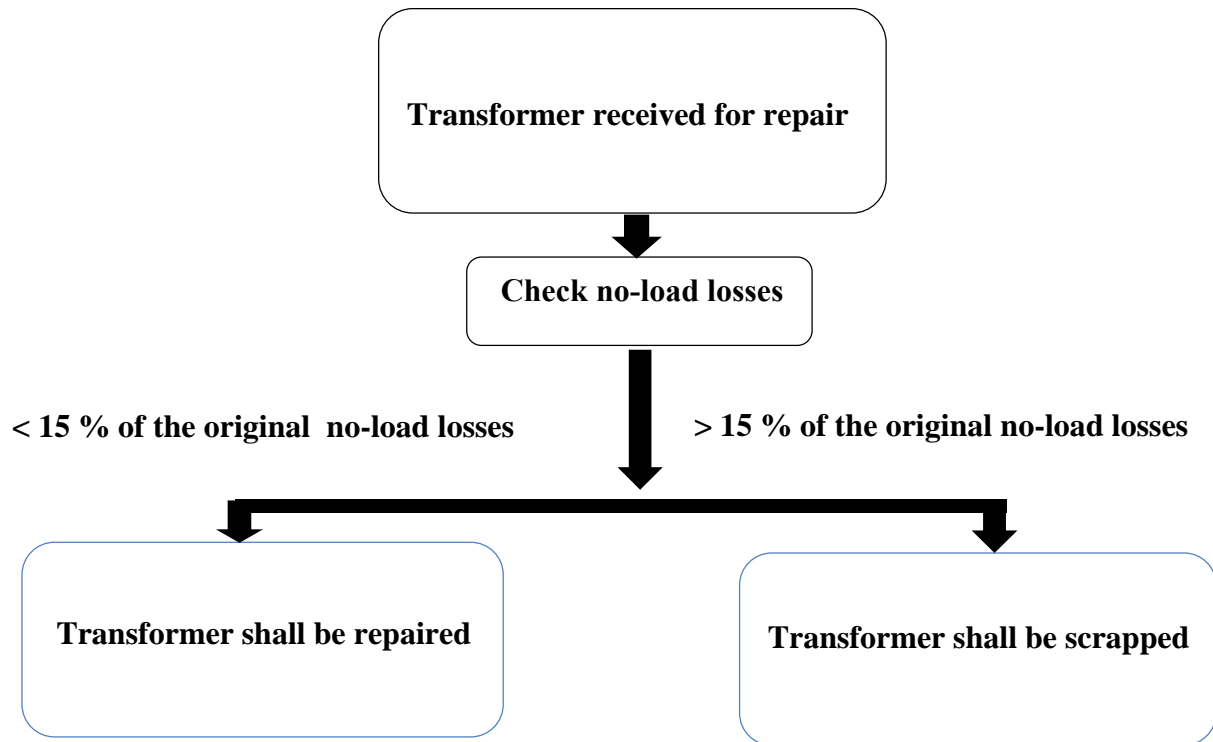 Transformer received for repair
Check no-load losses
< 15 % of the original no-load losses
> 15 % of the original no-load losses
Transformer shall be repaired
Transformer shall be scrapped